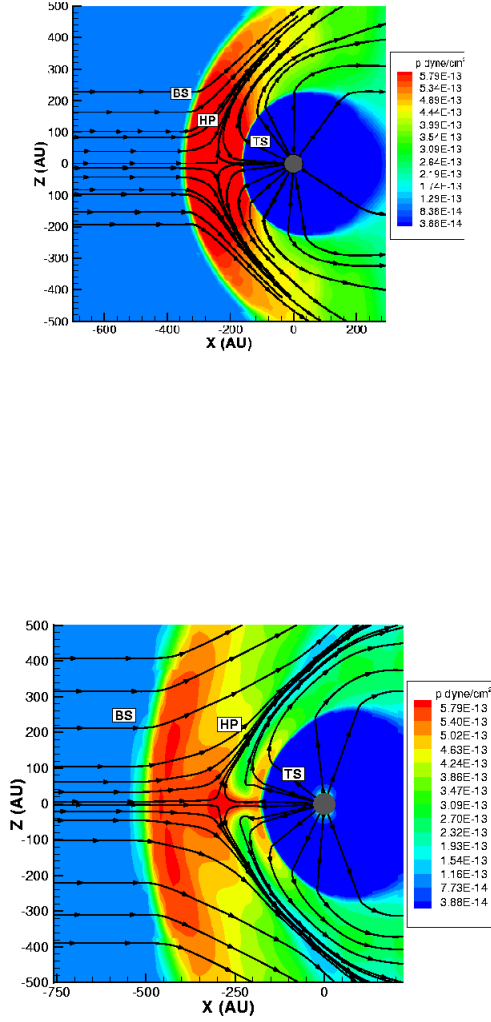 500
400
300
200
100
0
-100
-200
-300
-400
-500
Z (AU)
BS
HP
TS
-600 -400 -200 0 200
X (AU)
p dyne/cm²
5.79E-13
5.34E-13
4.89E-13
4.44E-13
3.99E-13
3.54E-13
3.09E-13
2.64E-13
2.19E-13
1.74E-13
1.29E-13
8.38E-14
3.88E-14
500
400
300
200
100
0
-100
-200
-300
-400
-500
Z (AU)
BS
HP
TS
-750 -500 -250 0
X (AU)
p dyne/cm²
5.79E-13
5.40E-13
5.02E-13
4.63E-13
4.24E-13
3.86E-13
3.47E-13
3.09E-13
2.70E-13
2.32E-13
1.93E-13
1.54E-13
1.16E-13
7.73E-14
3.88E-14